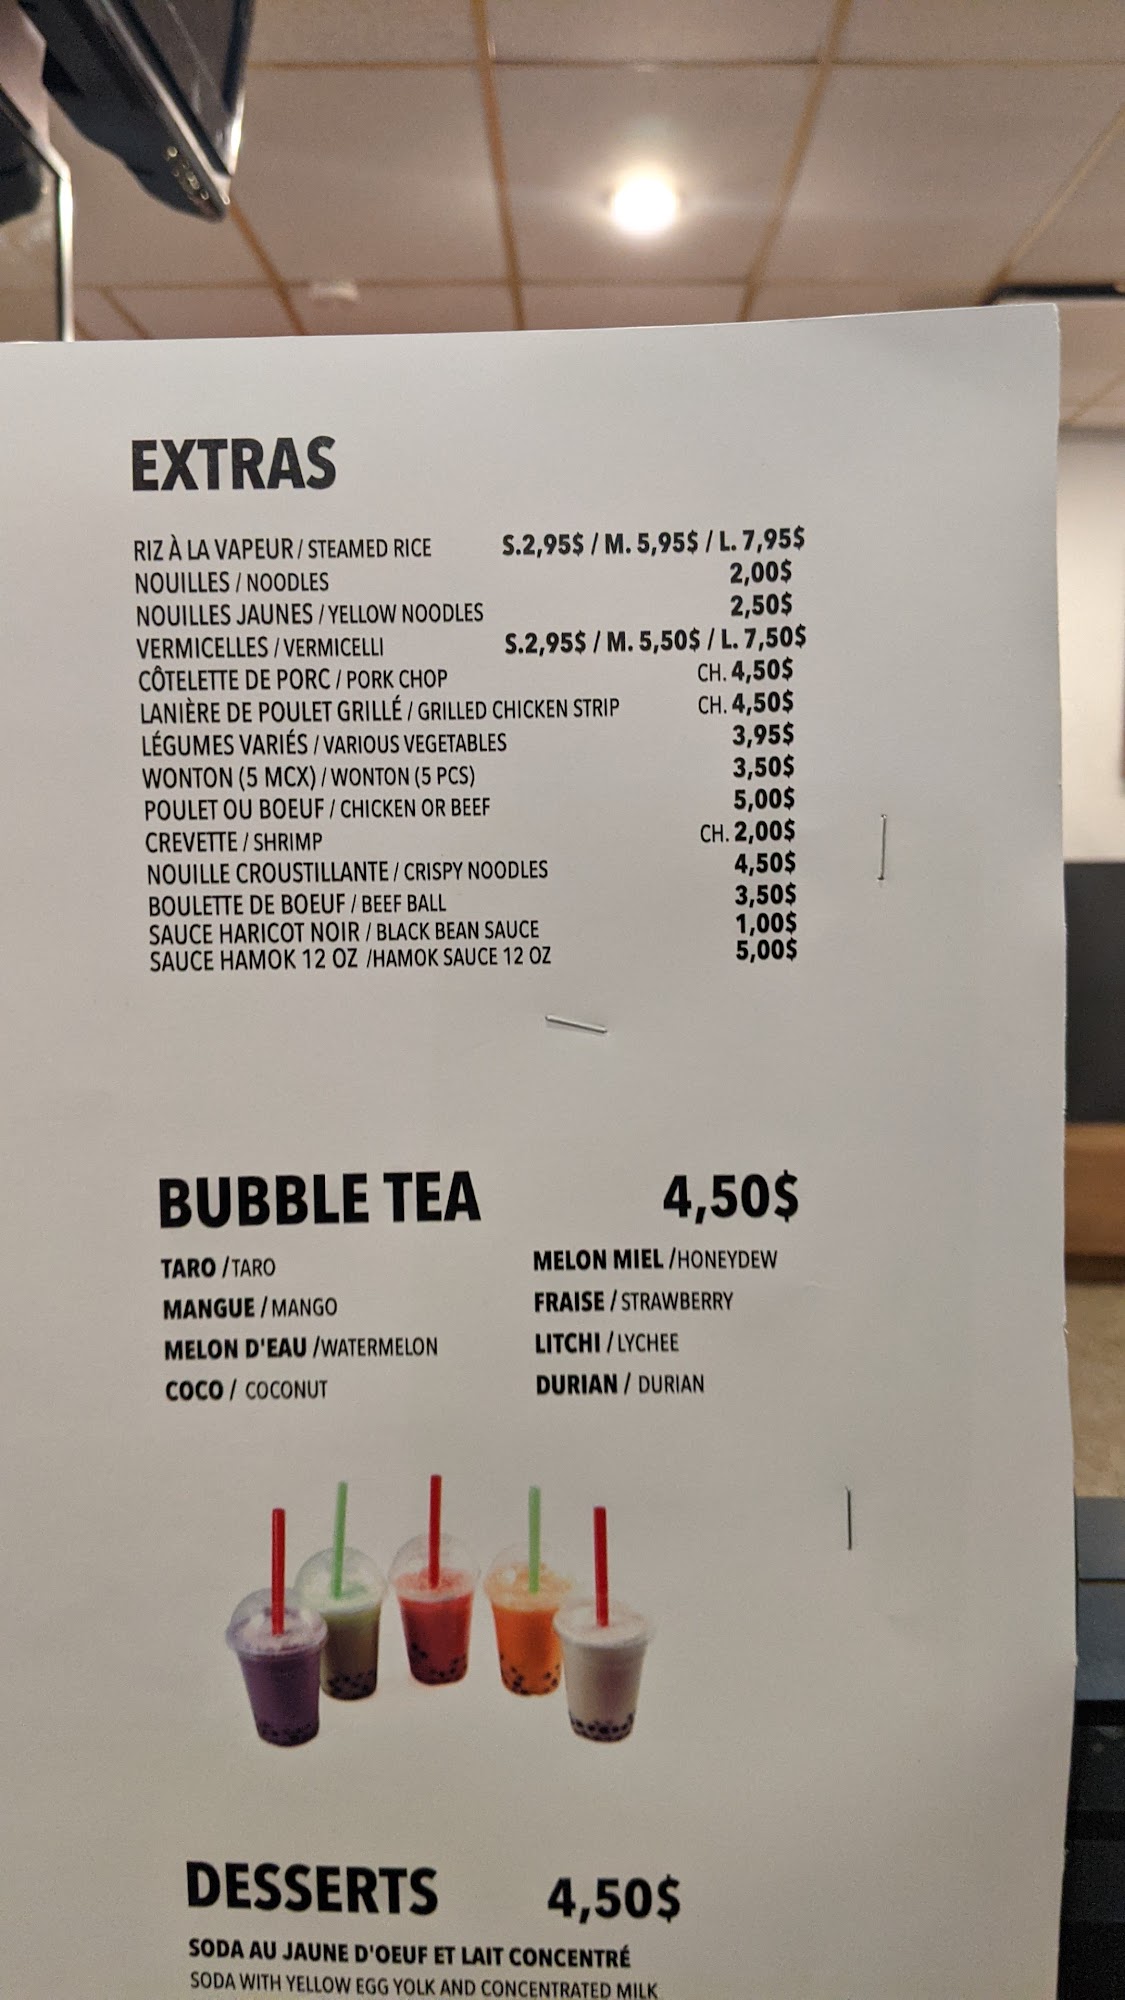 EXTRAS
RIZ À LA VAPEUR / STEAMED RICE S.2,95$ / M. 5,95$ / L. 7,95$
NOUILLES / NOODLES 2,00$
NOUILLES JAUNES / YELLOW NOODLES 2,50$
VERMICELLES / VERMICELLI S.2,95$ / M. 5,50$ / L. 7,50$
CÔTELETTE DE PORC / PORK CHOP CH. 4,50$
LANIÈRE DE POULET GRILLÉ / GRILLED CHICKEN STRIP CH. 4,50$
LÉGUMES VARIÉS / VARIOUS VEGETABLES 3,95$
WONTON (5 MCX) / WONTON (5 PCS) 3,50$
POULET OU BOEUF / CHICKEN OR BEEF 5,00$
CREVETTE / SHRIMP CH. 2,00$
NOUILLE CROUSTILLANTE / CRISPY NOODLES 4,50$
BOULETTE DE BOEUF / BEEF BALL 3,50$
SAUCE HARICOT NOIR / BLACK BEAN SAUCE 1,00$
SAUCE HAMOK 12 OZ /HAMOK SAUCE 12 OZ 5,00$
BUBBLE TEA 4,50$
TARO /TARO
MANGUE / MANGO
MELON D'EAU /WATERMELON
COCO / COCONUT
MELON MIEL /HONEYDEW
FRAISE / STRAWBERRY
LITCHI / LYCHEE
DURIAN / DURIAN
DESSERTS 4,50$
SODA AU JAUNE D'OEUF ET LAIT CONCENTRÉ
SODA WITH YELLOW EGG YOLK AND CONCENTRATED MILK